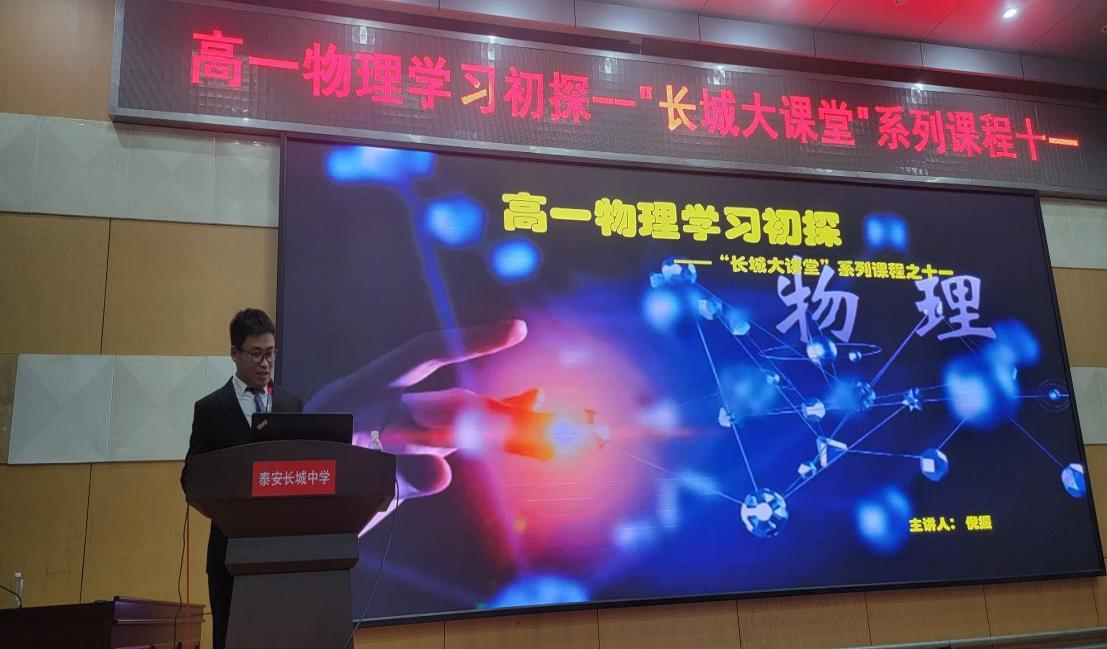 高一物理学习初探—"长城大课堂"系列课程十一
高一物理学习初探
——“长城大课堂”系列课程之十一
物 理
泰安长城中学
主讲人：倪振